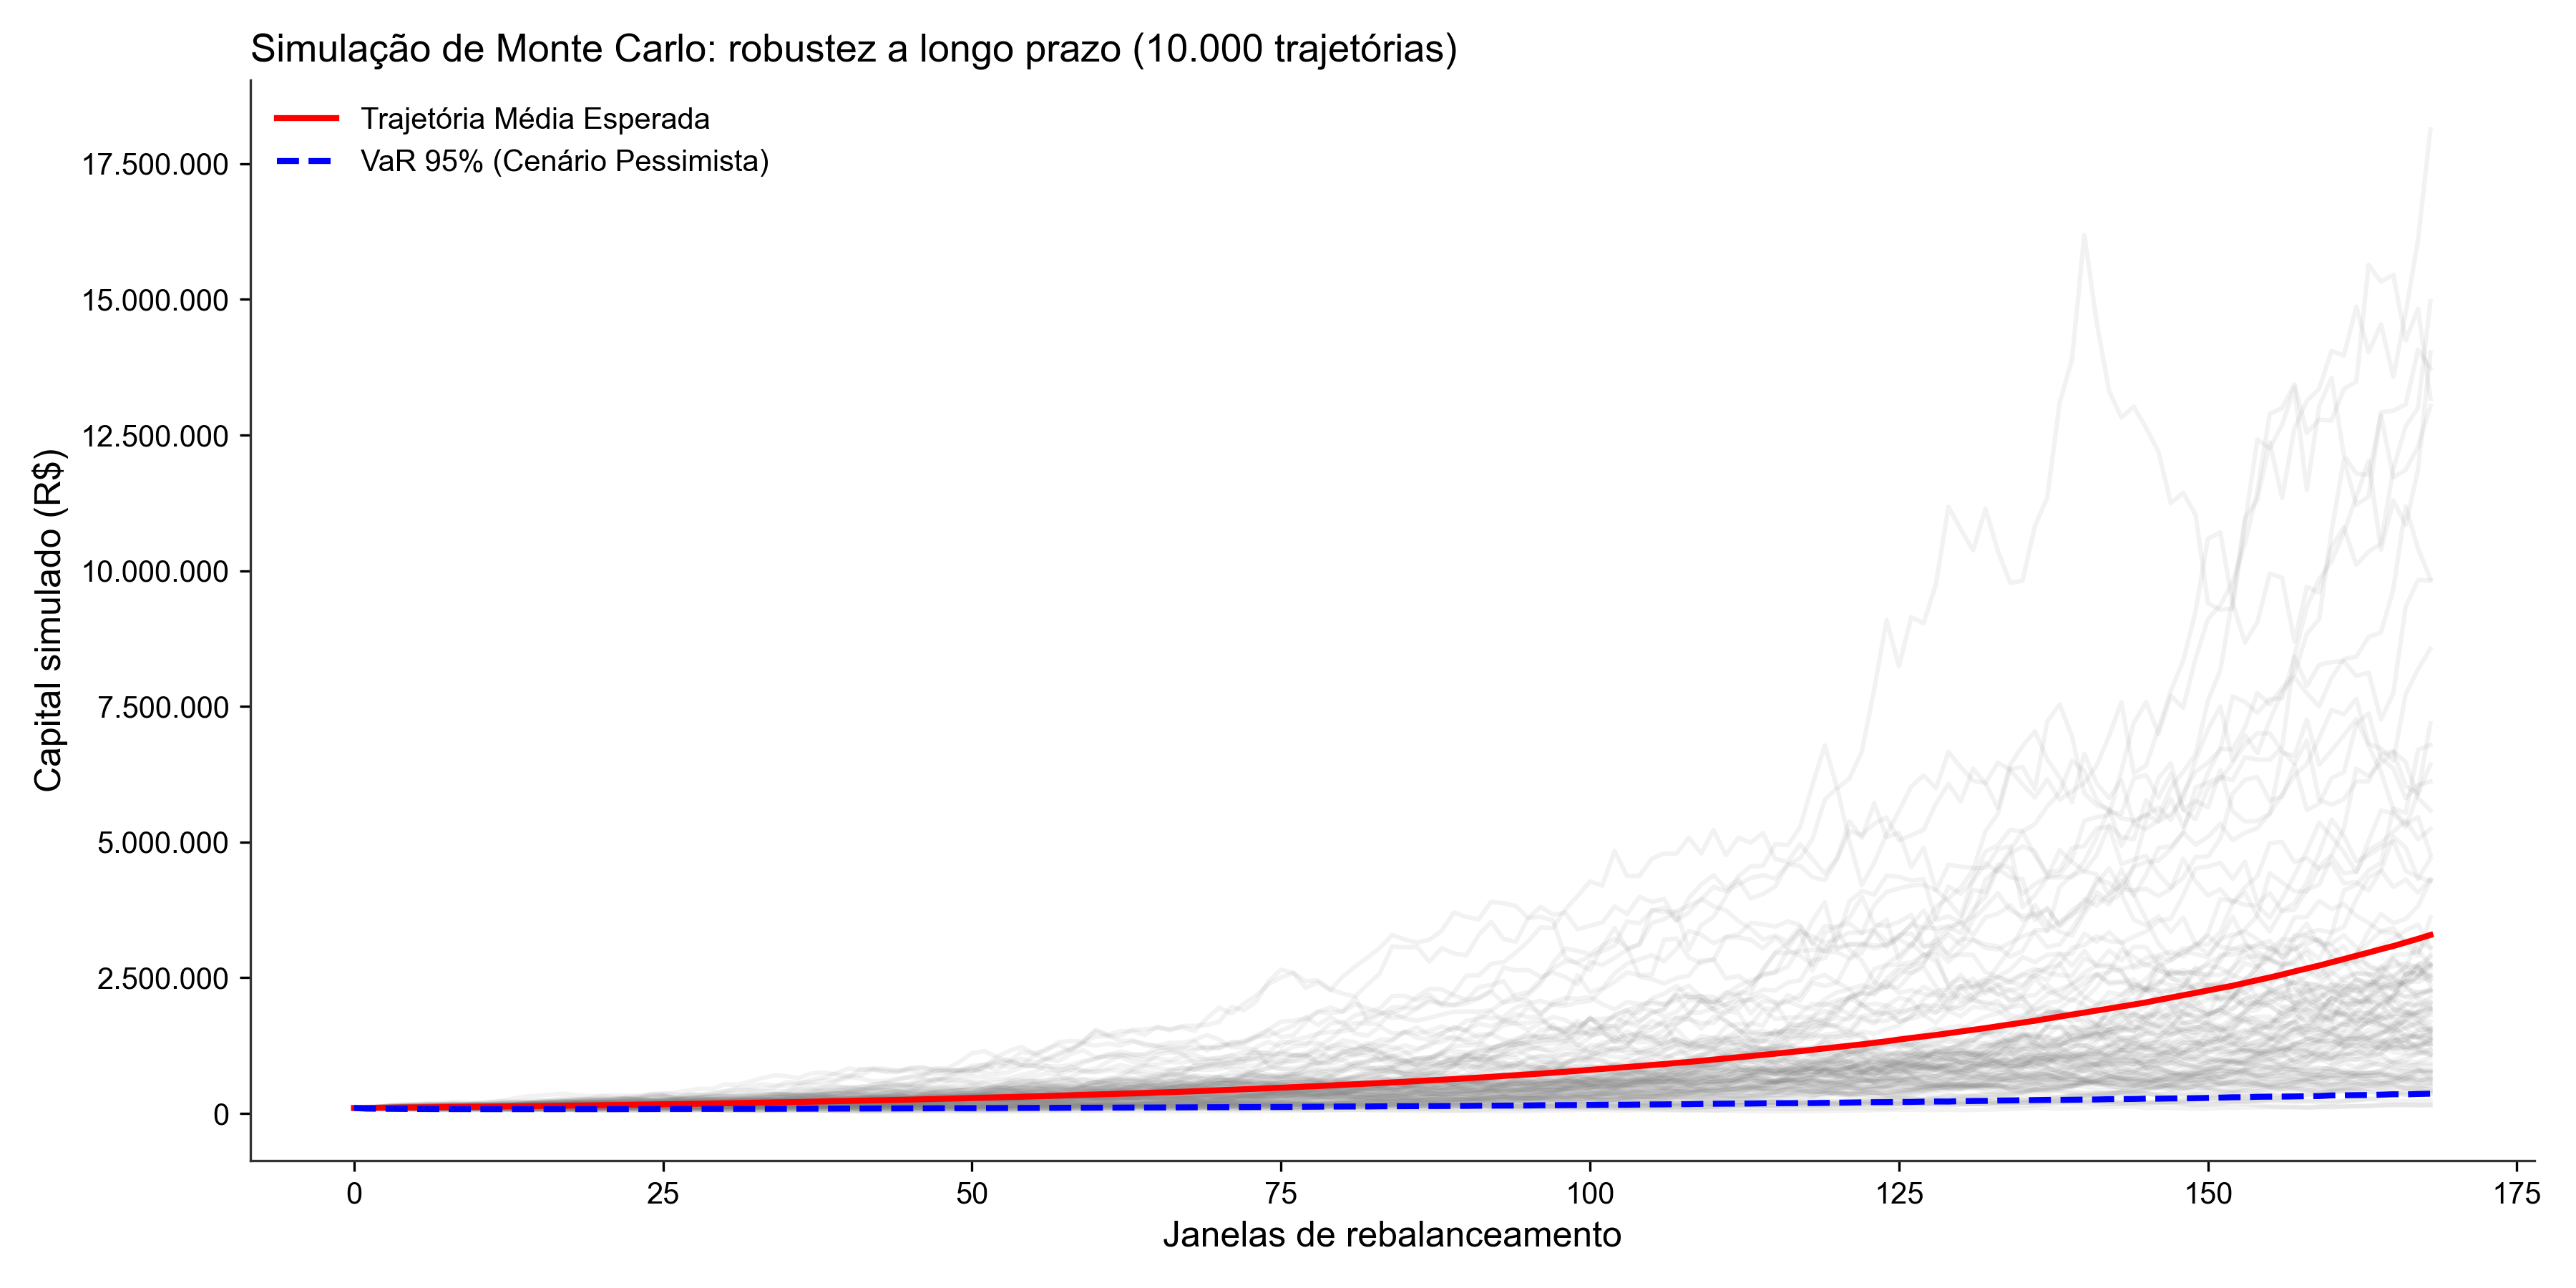 Simulação de Monte Carlo: robustez a longo prazo (10.000 trajetórias)
Trajetória Média Esperada
VaR 95% (Cenário Pessimista)
17.500.000
15.000.000
12.500.000
10.000.000
7.500.000
5.000.000
2.500.000
0
Capital simulado (R$)
0 25 50 75 100 125 150 175
Janelas de rebalanceamento